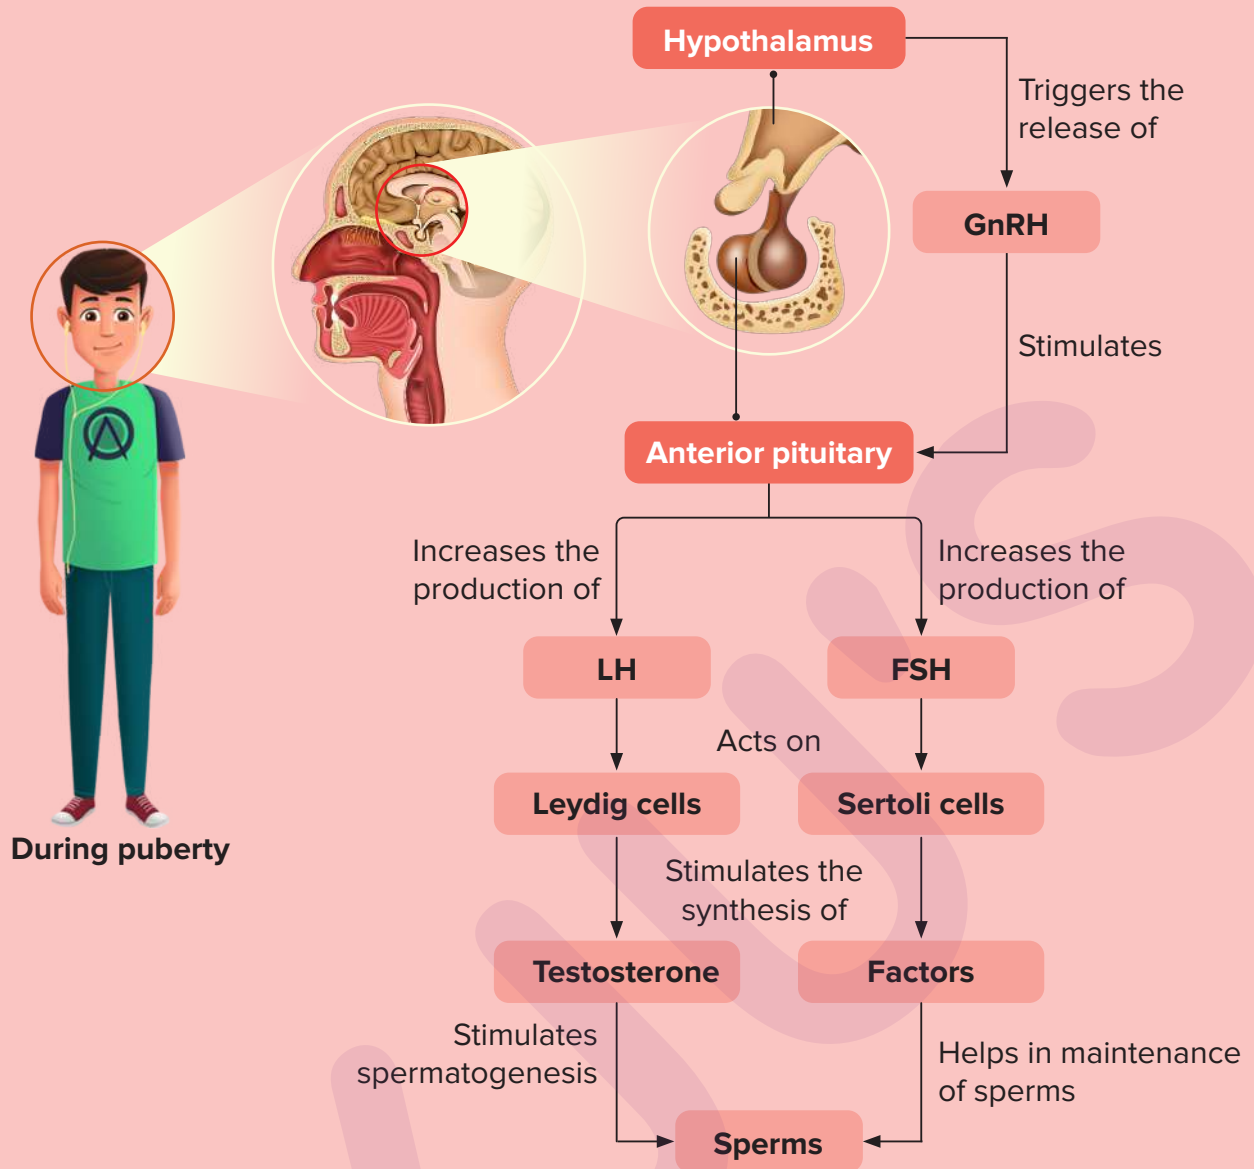 Hypothalamus
Triggers the
release of
GnRH
Stimulates
Anterior pituitary
Increases the
production of
Increases the
production of
LH
FSH
Acts on
Leydig cells
Sertoli cells
During puberty
Stimulates the
synthesis of
Testosterone
Factors
Stimulates
spermatogenesis
Helps in maintenance
of sperms
Sperms